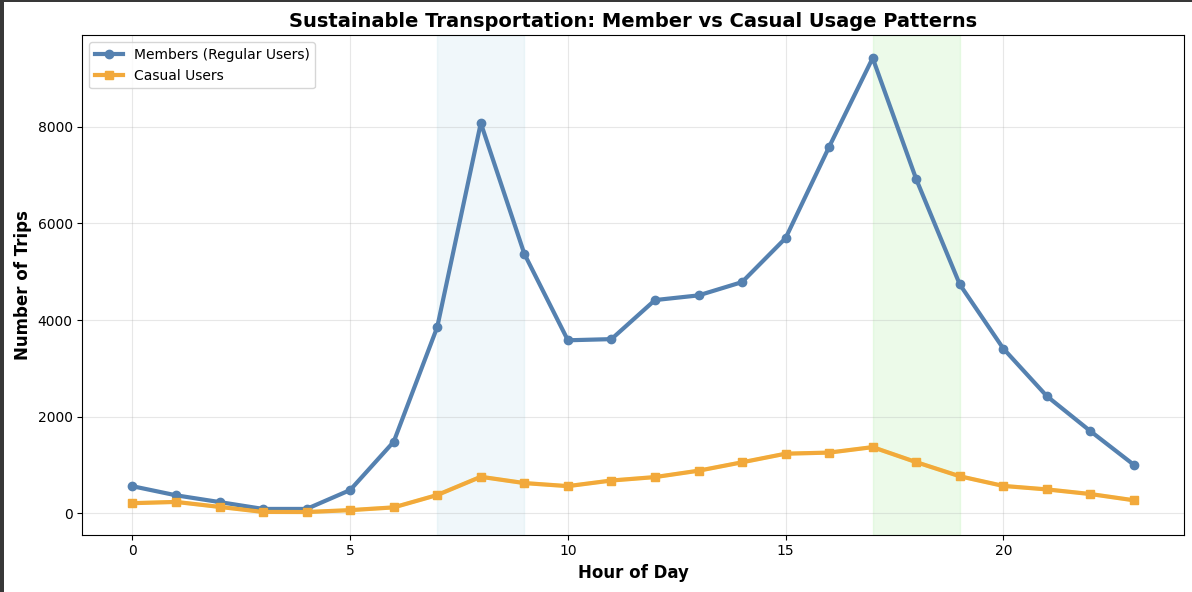 Sustainable Transportation: Member vs Casual Usage Patterns
Members (Regular Users)
Casual Users
Number of Trips
8000
6000
4000
2000
0
0 5 10 15 20
Hour of Day